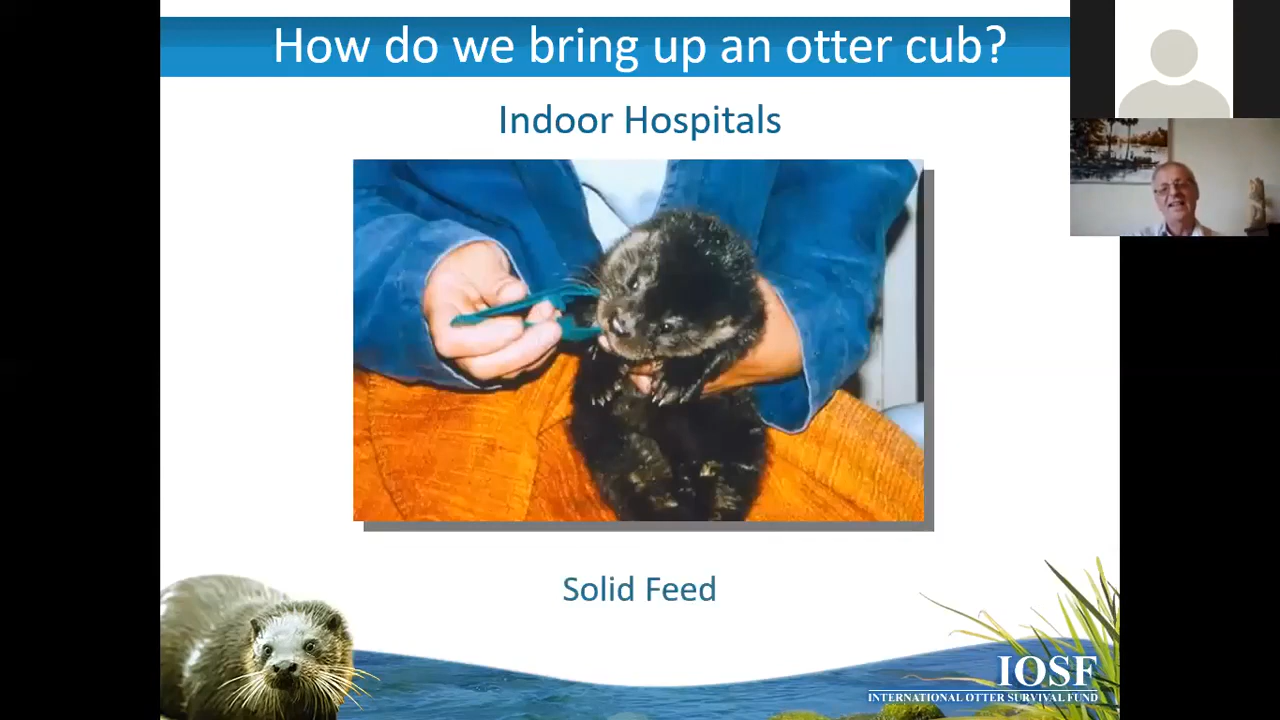 How do we bring up an otter cub?
Indoor Hospitals
Solid Feed
IOSF
INTERNATIONAL OTTER SURVIVAL FUND